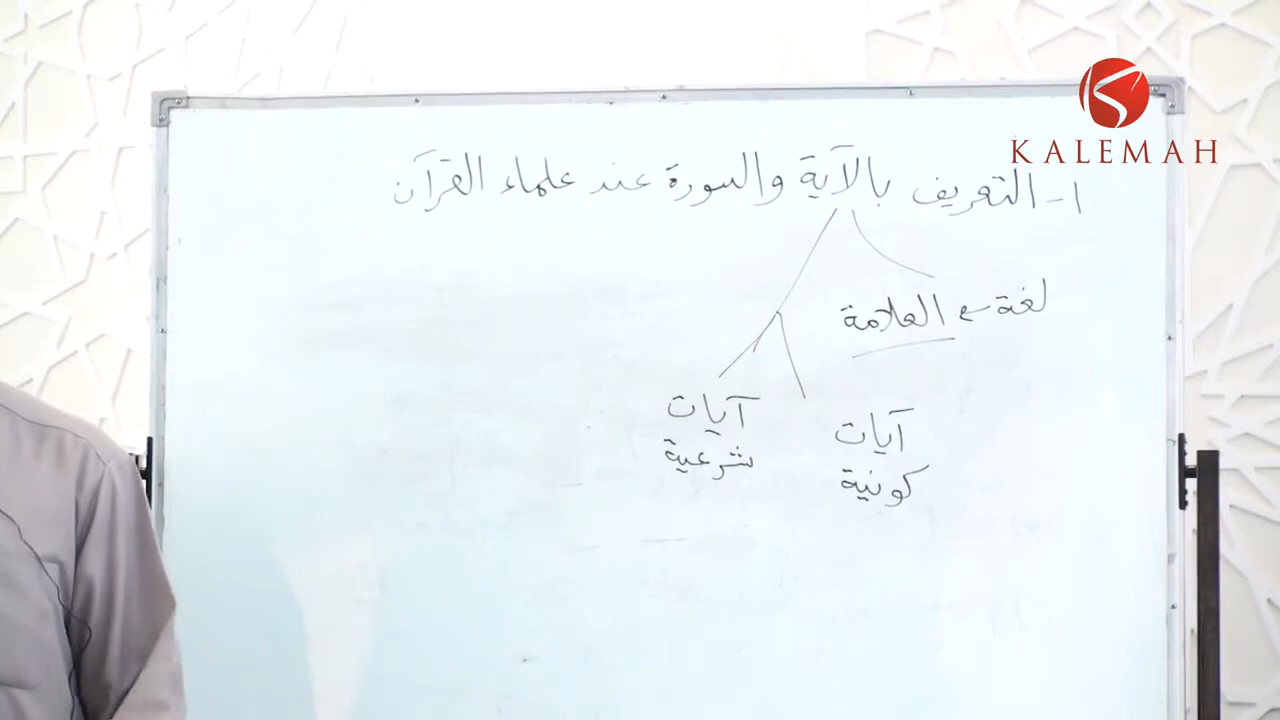 KALEMAH
١- التعريف بالآية والسورة عند علماء القرآن
لغة ← العلامة
آيات
كونية
آيات
شرعية